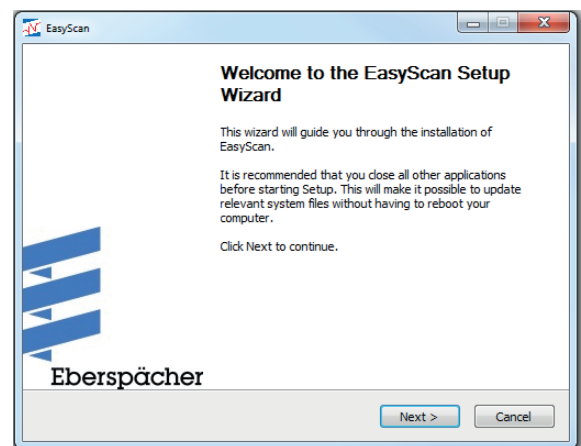 EasyScan
Welcome to the EasyScan Setup
Wizard
This wizard will guide you through the installation of
EasyScan.
It is recommended that you close all other applications
before starting Setup. This will make it possible to update
relevant system files without having to reboot your
computer.
Click Next to continue.
Eberspächer
Next >
Cancel